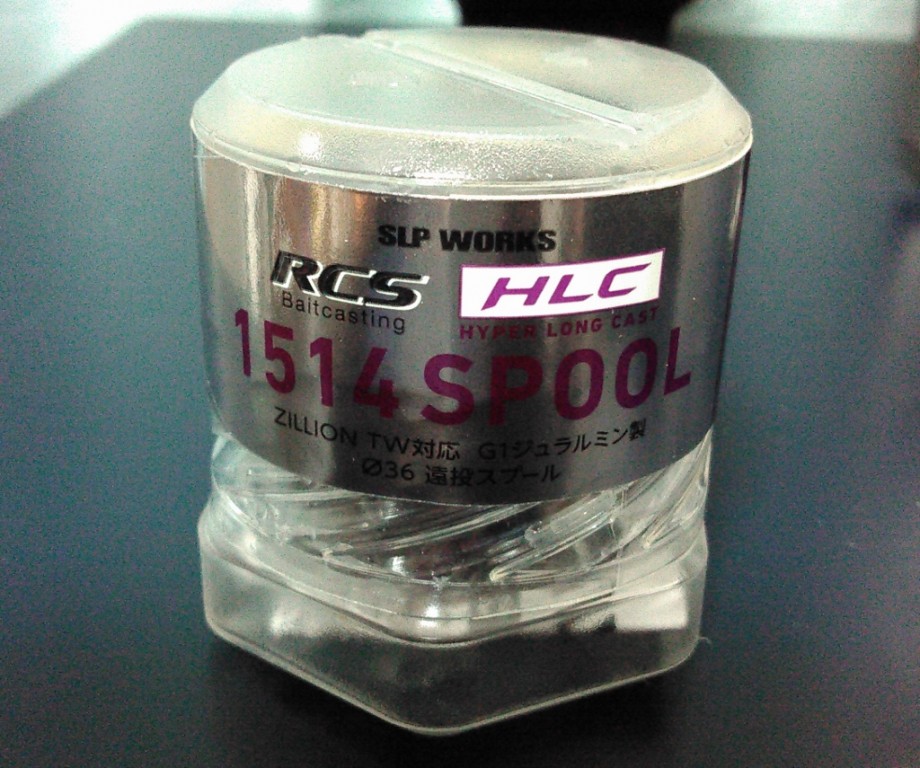 SLP WORKS
RCS HLC
Baitcasting HYPER LONG CAST
1514 SPOOL
ZILLION TW対応 G1ジュラルミン製
Ø36 遠投スプール